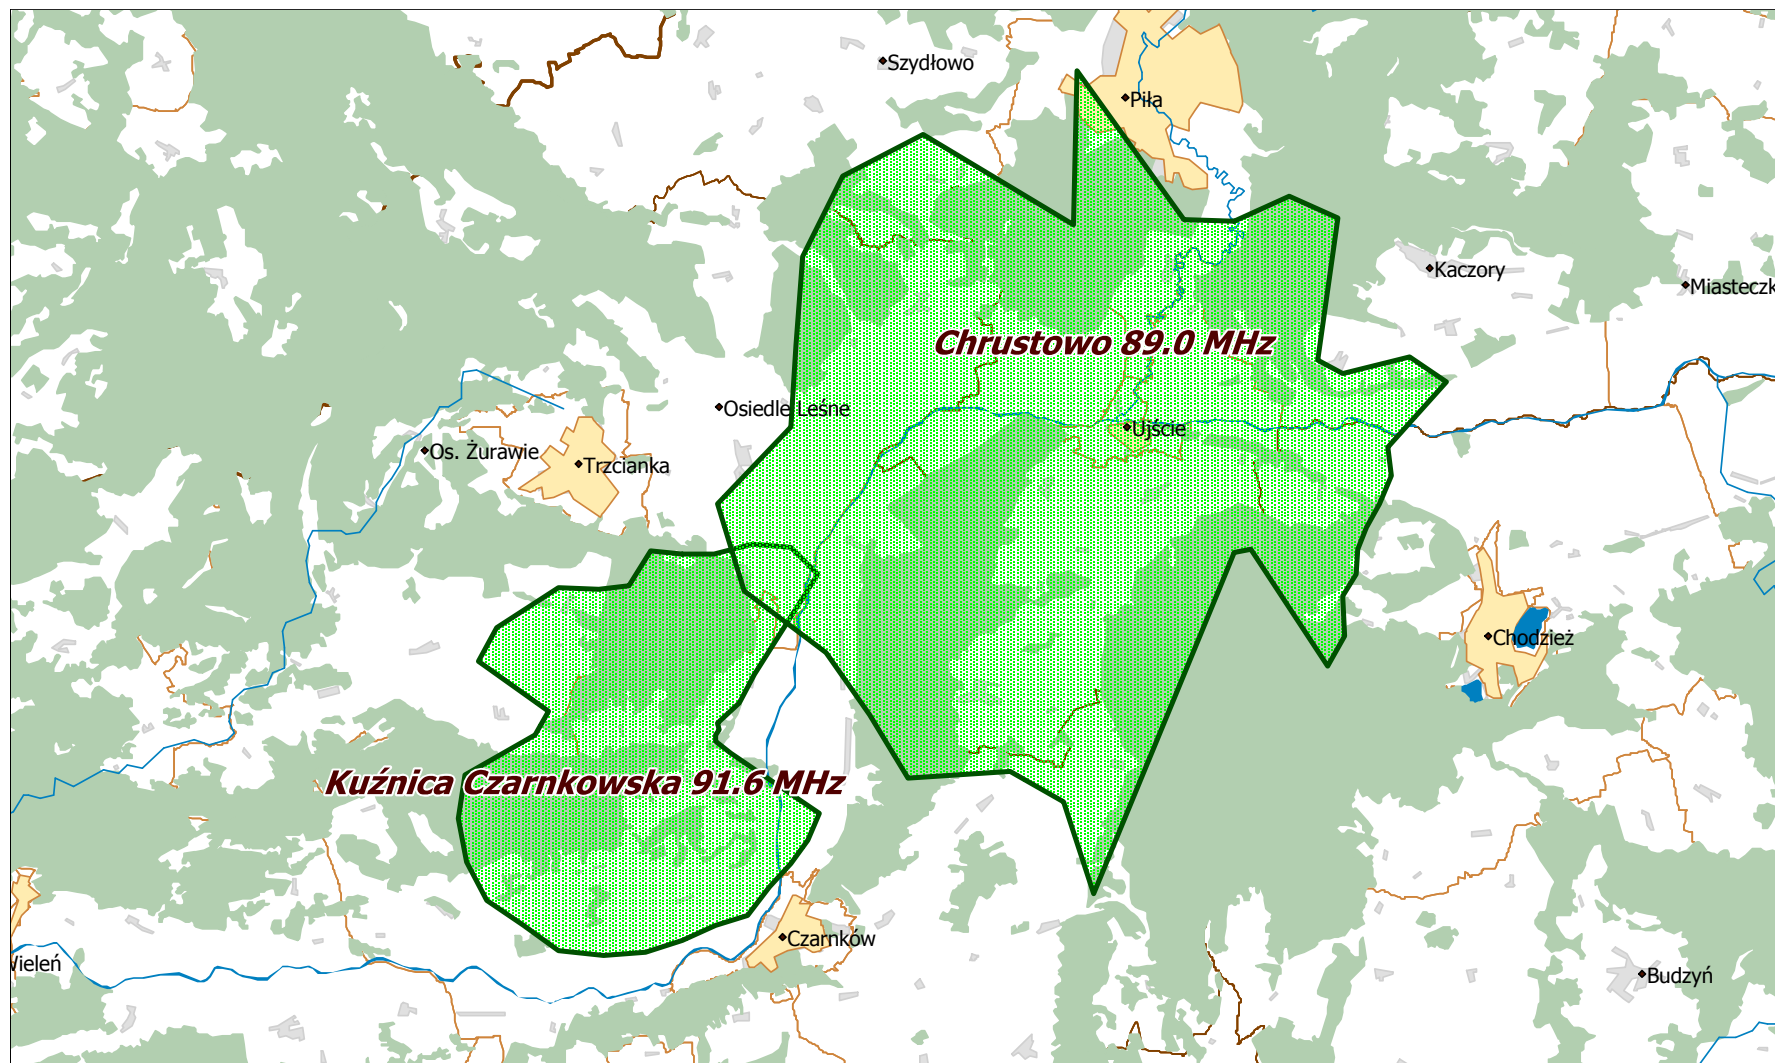 Szydłowo
Piła
Kaczory
Miasteczk
Chrustowo 89.0 MHz
Osiedle Leśne
Ujście
Os. Żurawie
Trzcianka
Chodzież
Kuźnica Czarnkowska 91.6 MHz
Czarnków
Wieleń
Budzyń